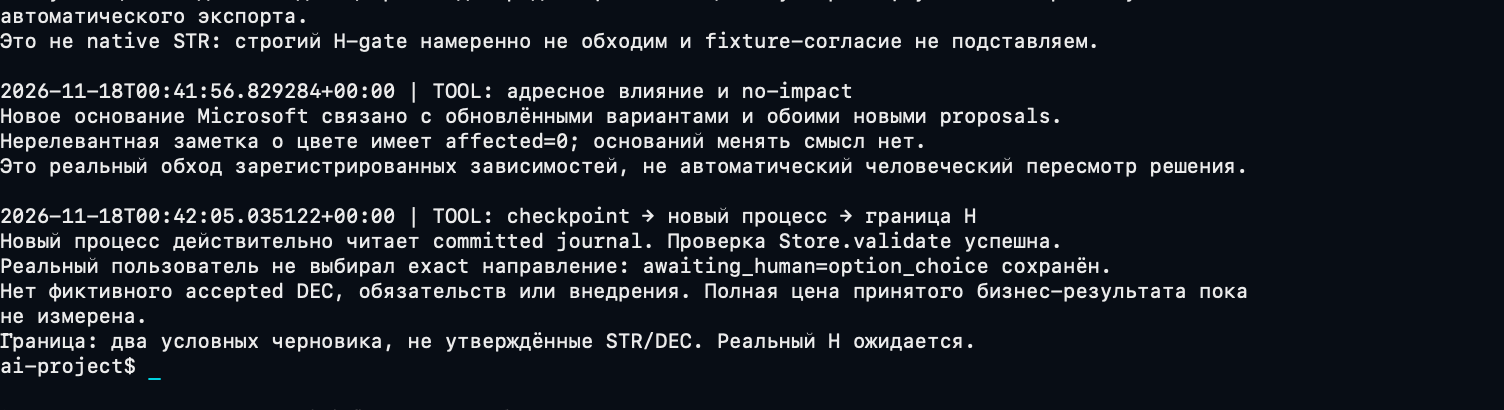 автоматического экспорта.
Это не native STR: строгий H-gate намеренно не обходим и fixture-согласие не подставляем.
2026-11-18T00:41:56.829284+00:00 | TOOL: адресное влияние и no-impact
Новое основание Microsoft связано с обновлёнными вариантами и обоими новыми proposals.
Нерелевантная заметка о цвете имеет affected=0; оснований менять смысл нет.
Это реальный обход зарегистрированных зависимостей, не автоматический человеческий пересмотр решения.
2026-11-18T00:42:05.035122+00:00 | TOOL: checkpoint → новый процесс → граница H
Новый процесс действительно читает committed journal. Проверка Store.validate успешна.
Реальный пользователь не выбирал exact направление: awaiting_human=option_choice сохранён.
Нет фиктивного accepted DEC, обязательств или внедрения. Полная цена принятого бизнес-результата пока
не измерена.
Граница: два условных черновика, не утверждённые STR/DEC. Реальный H ожидается.
ai-project$ _